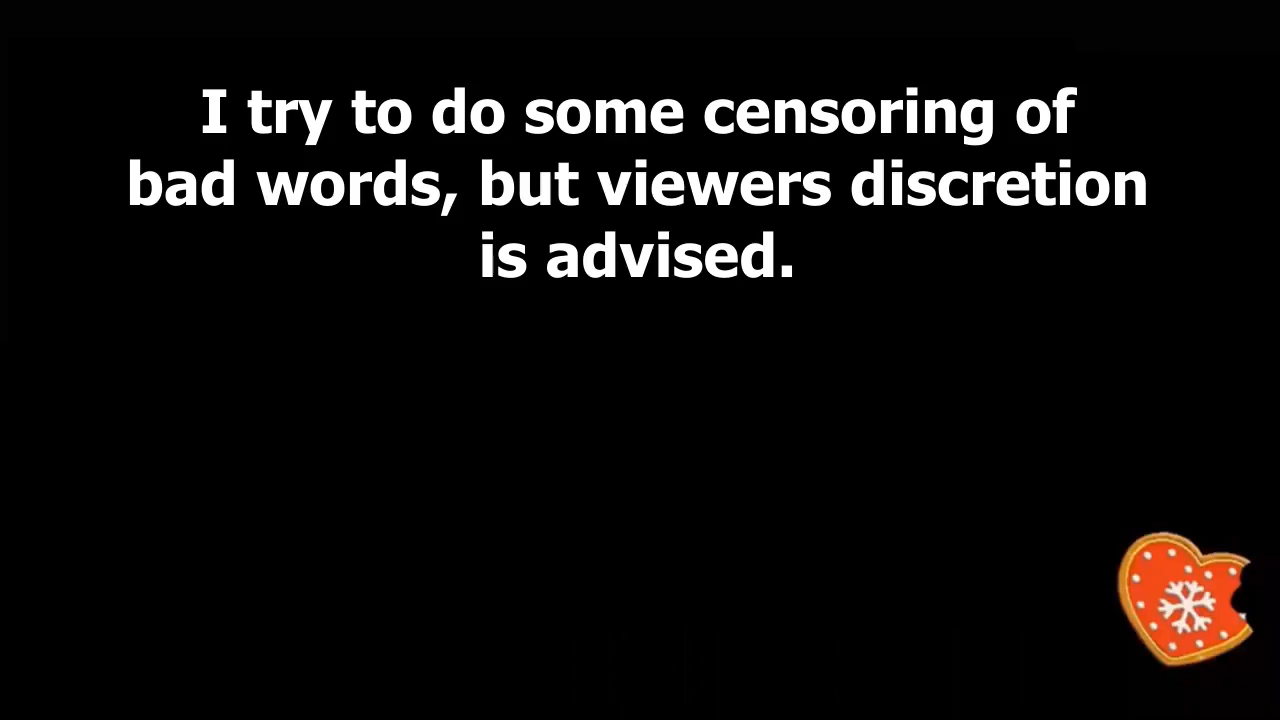 I try to do some censoring of
bad words, but viewers discretion
is advised.